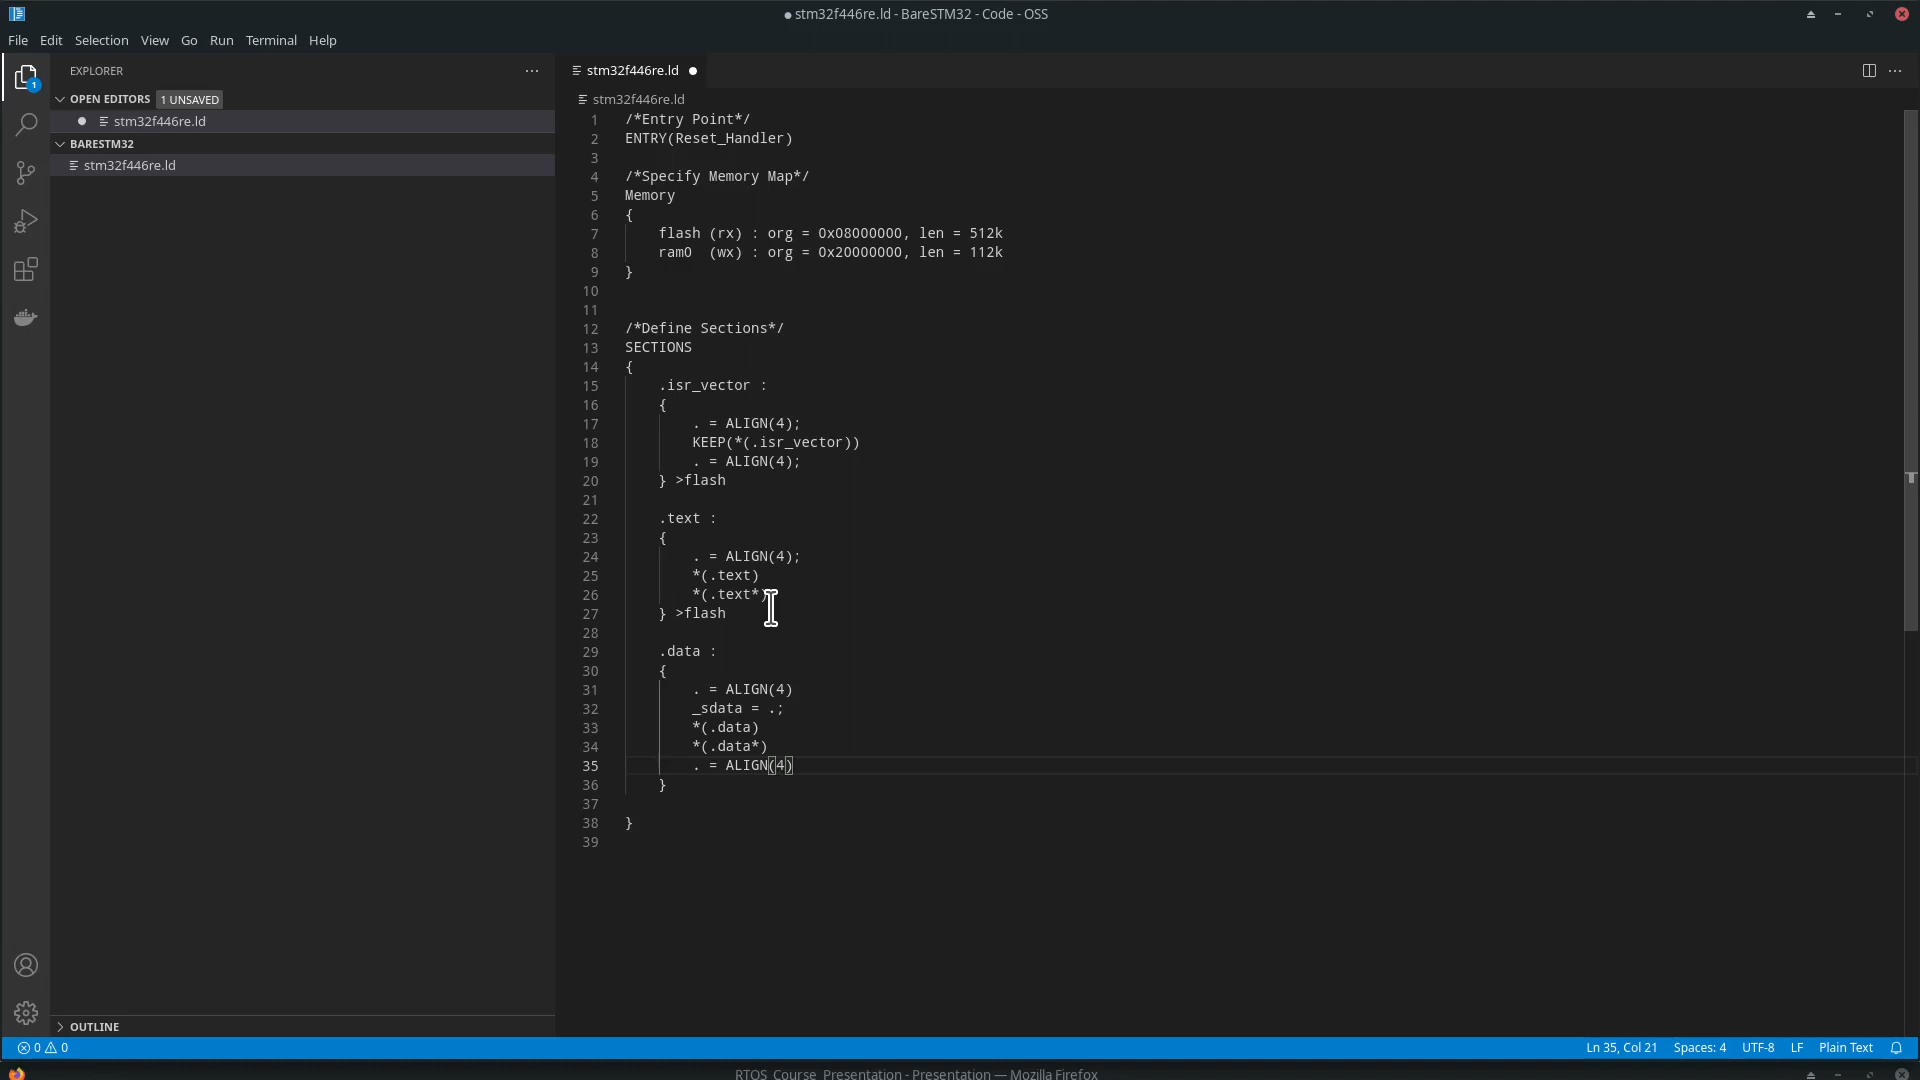 ● stm32f446re.ld - BareSTM32 - Code - OSS
File Edit Selection View Go Run Terminal Help
EXPLORER
OPEN EDITORS 1 UNSAVED
stm32f446re.ld
BARESTM32
stm32f446re.ld
1
OUTLINE
stm32f446re.ld
stm32f446re.ld
1 /*Entry Point*/
2 ENTRY(Reset_Handler)
3
4 /*Specify Memory Map*/
5 Memory
6 {
7     flash (rx) : org = 0x08000000, len = 512k
8     ram0  (wx) : org = 0x20000000, len = 112k
9 }
10
11
12 /*Define Sections*/
13 SECTIONS
14 {
15     .isr_vector :
16     {
17         . = ALIGN(4);
18         KEEP(*(.isr_vector))
19         . = ALIGN(4);
20     } >flash
21
22     .text :
23     {
24         . = ALIGN(4);
25         *(.text)
26         *(.text*)
27     } >flash
28
29     .data :
30     {
31         . = ALIGN(4)
32         _sdata = .;
33         *(.data)
34         *(.data*)
35         . = ALIGN(4)
36     }
37
38 }
39
0 0 Ln 35, Col 21 Spaces: 4 UTF-8 LF Plain Text
RTOS_Course_Presentation - Presentation — Mozilla Firefox